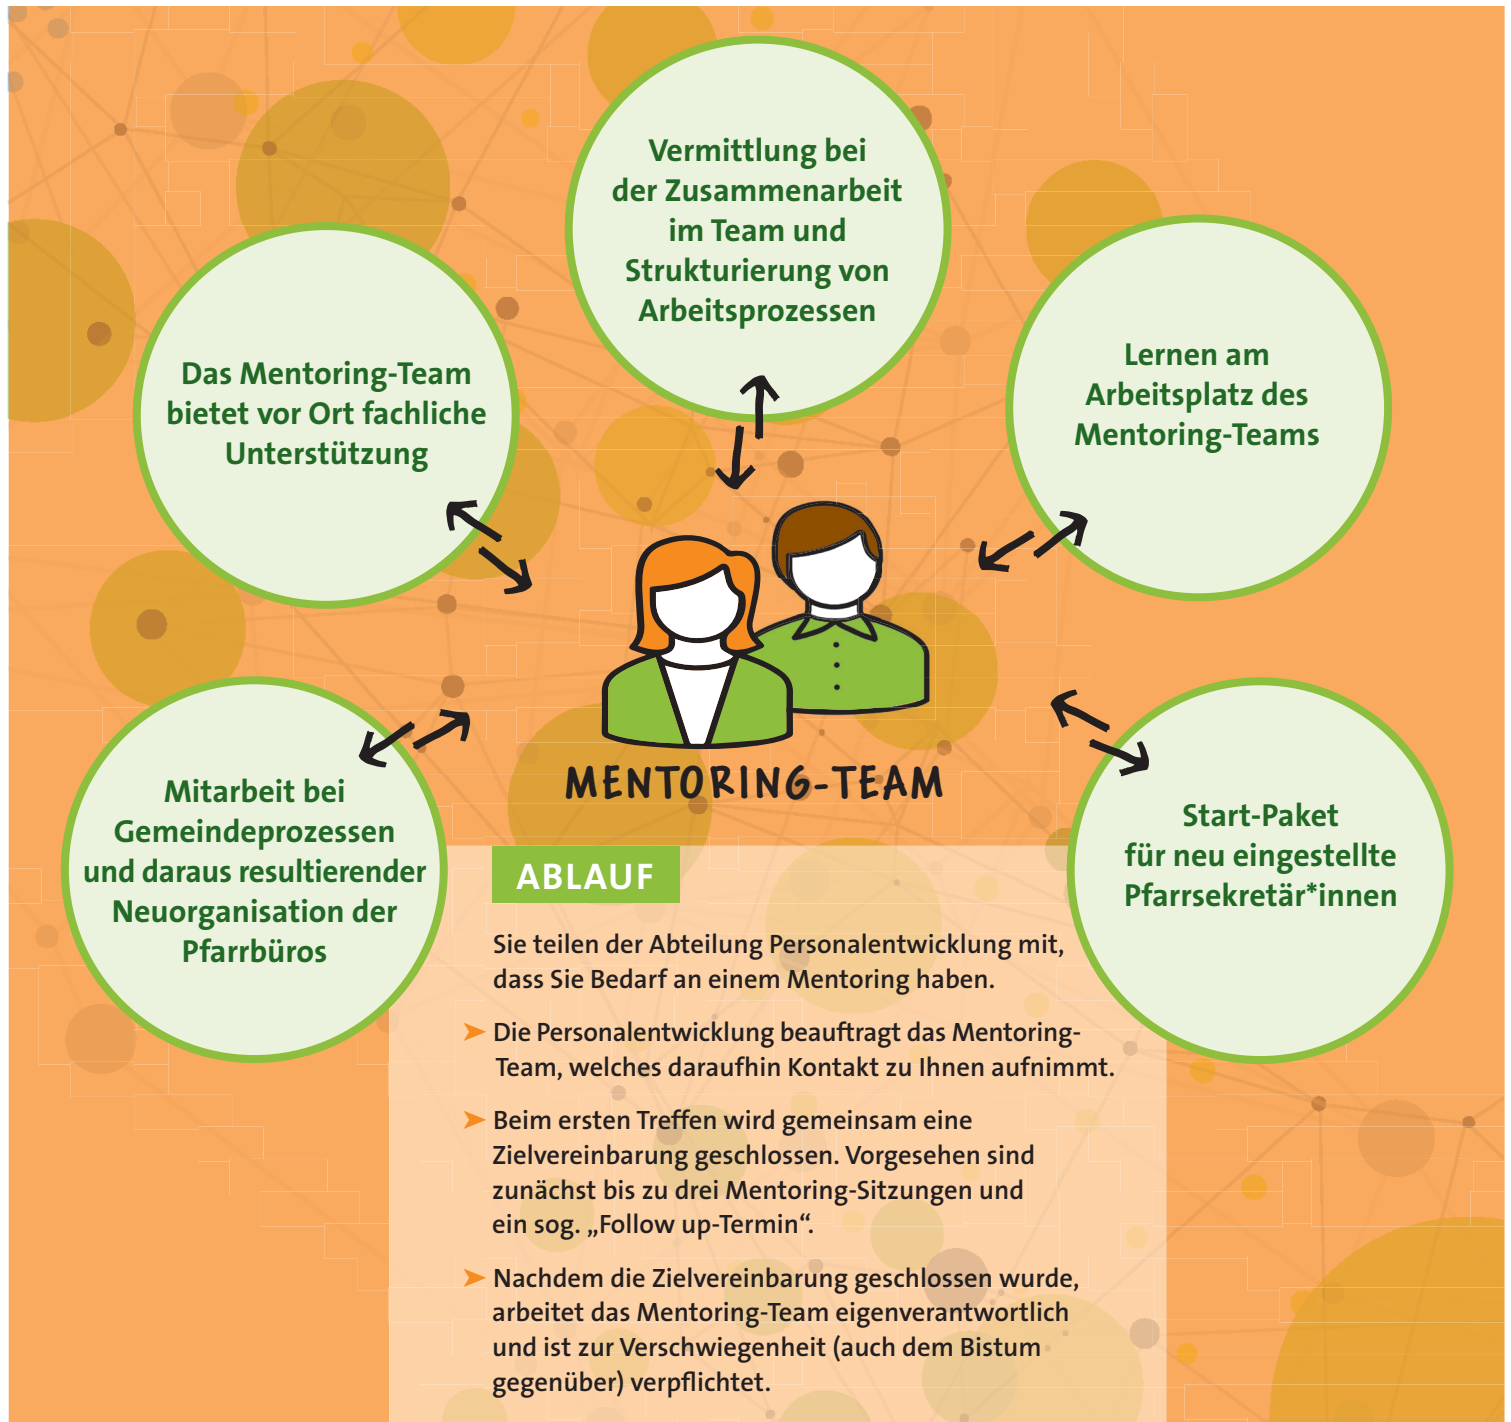 Vermittlung bei
der Zusammenarbeit
im Team und
Strukturierung von
Arbeitsprozessen
Das Mentoring-Team
bietet vor Ort fachliche
Unterstützung
Lernen am
Arbeitsplatz des
Mentoring-Teams
Mitarbeit bei
Gemeindeprozessen
und daraus resultierender
Neuorganisation der
Pfarrbüros
Start-Paket
für neu eingestellte
Pfarrsekretär*innen
MENTORING-TEAM
ABLAUF
Sie teilen der Abteilung Personalentwicklung mit,
dass Sie Bedarf an einem Mentoring haben.
➤ Die Personalentwicklung beauftragt das Mentoring-
Team, welches daraufhin Kontakt zu Ihnen aufnimmt.
➤ Beim ersten Treffen wird gemeinsam eine
Zielvereinbarung geschlossen. Vorgesehen sind
zunächst bis zu drei Mentoring-Sitzungen und
ein sog. „Follow up-Termin“.
➤ Nachdem die Zielvereinbarung geschlossen wurde,
arbeitet das Mentoring-Team eigenverantwortlich
und ist zur Verschwiegenheit (auch dem Bistum
gegenüber) verpflichtet.